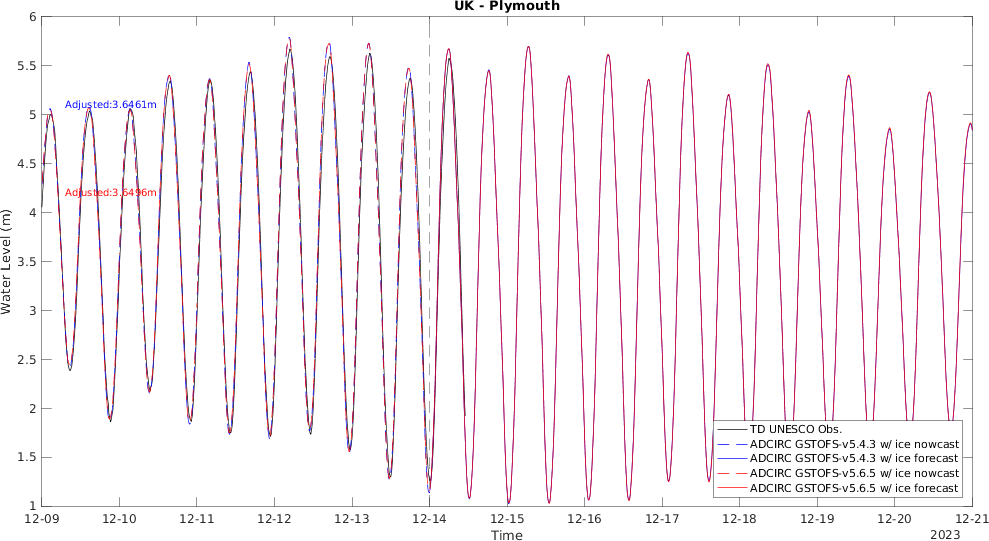 UK - Plymouth
6
5.5
5
4.5
4
3.5
3
2.5
2
1.5
1
Water Level (m)
Adjusted:3.6461m
Adjusted:3.6496m
TD UNESCO Obs.
ADCIRC GSTOFS-v5.4.3 w/ ice nowcast
ADCIRC GSTOFS-v5.4.3 w/ ice forecast
ADCIRC GSTOFS-v5.6.5 w/ ice nowcast
ADCIRC GSTOFS-v5.6.5 w/ ice forecast
12-09 12-10 12-11 12-12 12-13 12-14 12-15 12-16 12-17 12-18 12-19 12-20 12-21
Time
2023